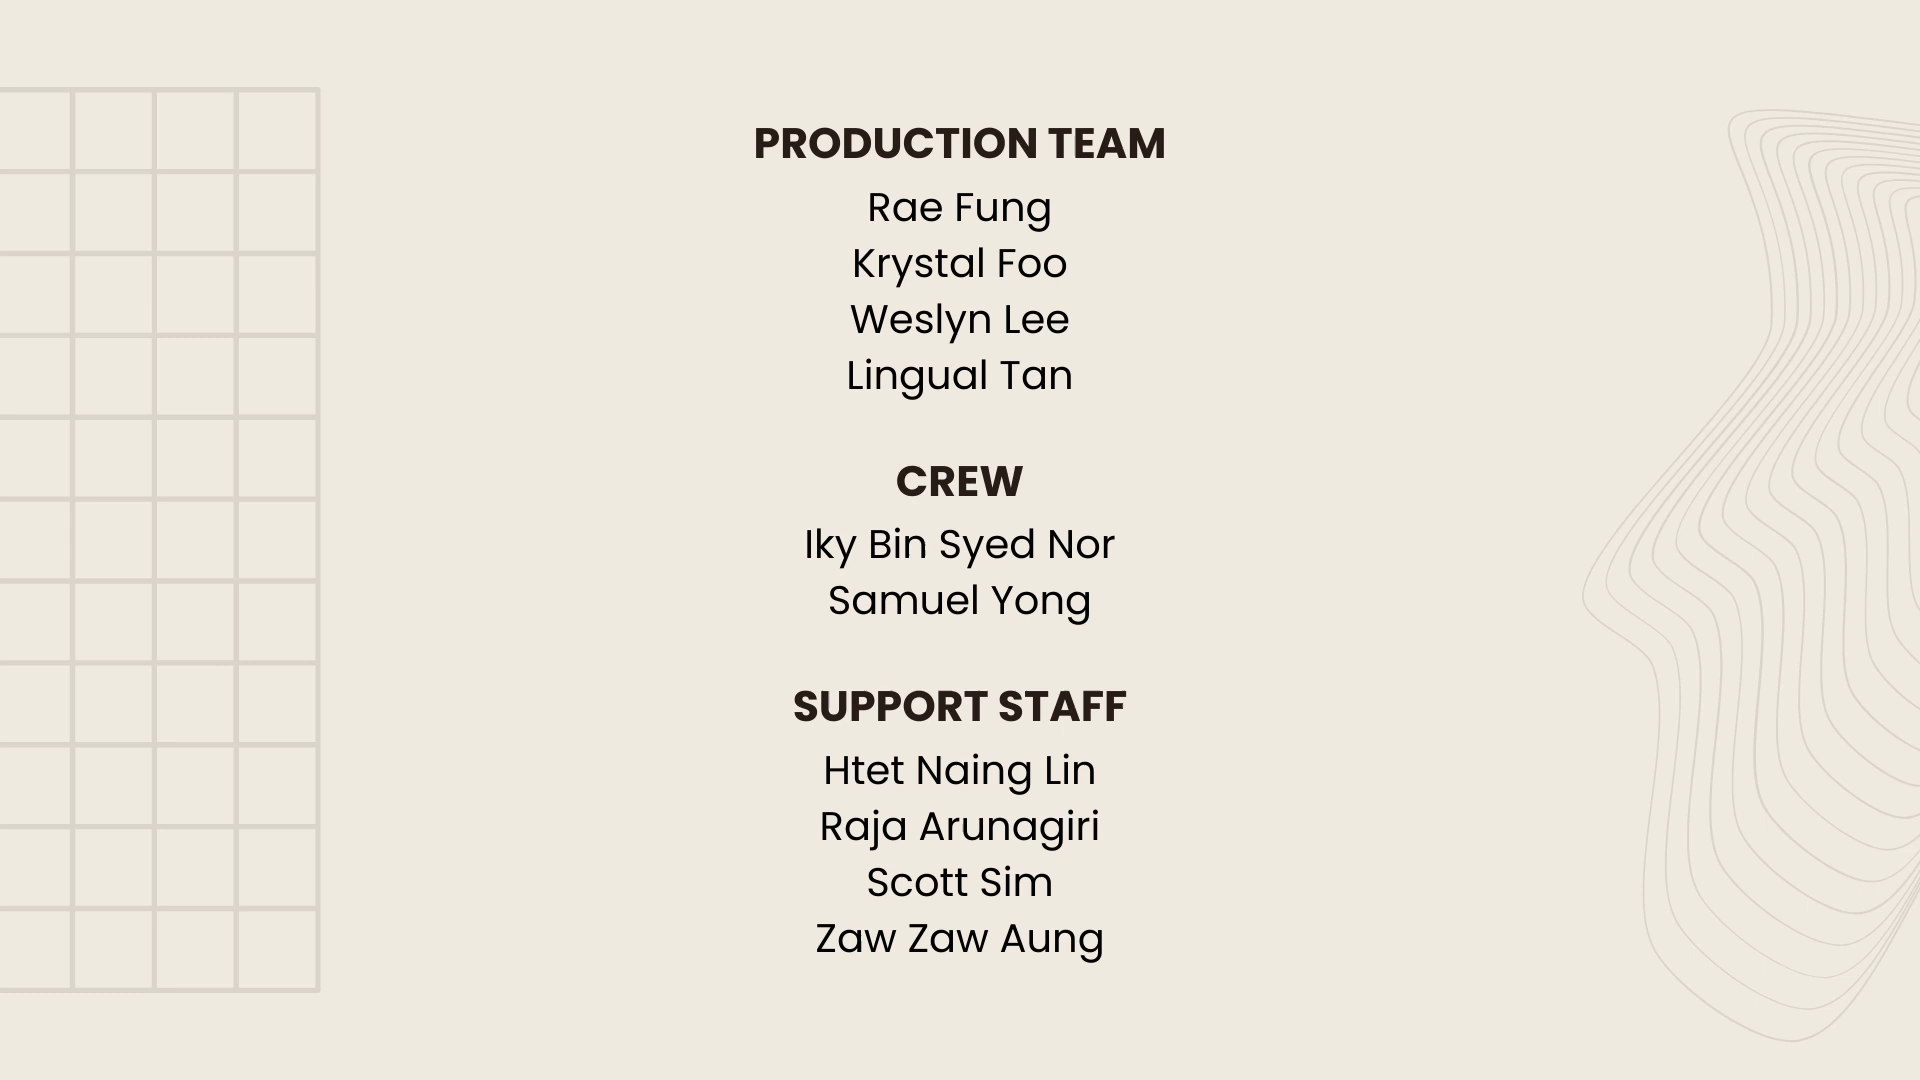 PRODUCTION TEAM
Rae Fung
Krystal Foo
Weslyn Lee
Lingual Tan
CREW
Iky Bin Syed Nor
Samuel Yong
SUPPORT STAFF
Htet Naing Lin
Raja Arunagiri
Scott Sim
Zaw Zaw Aung